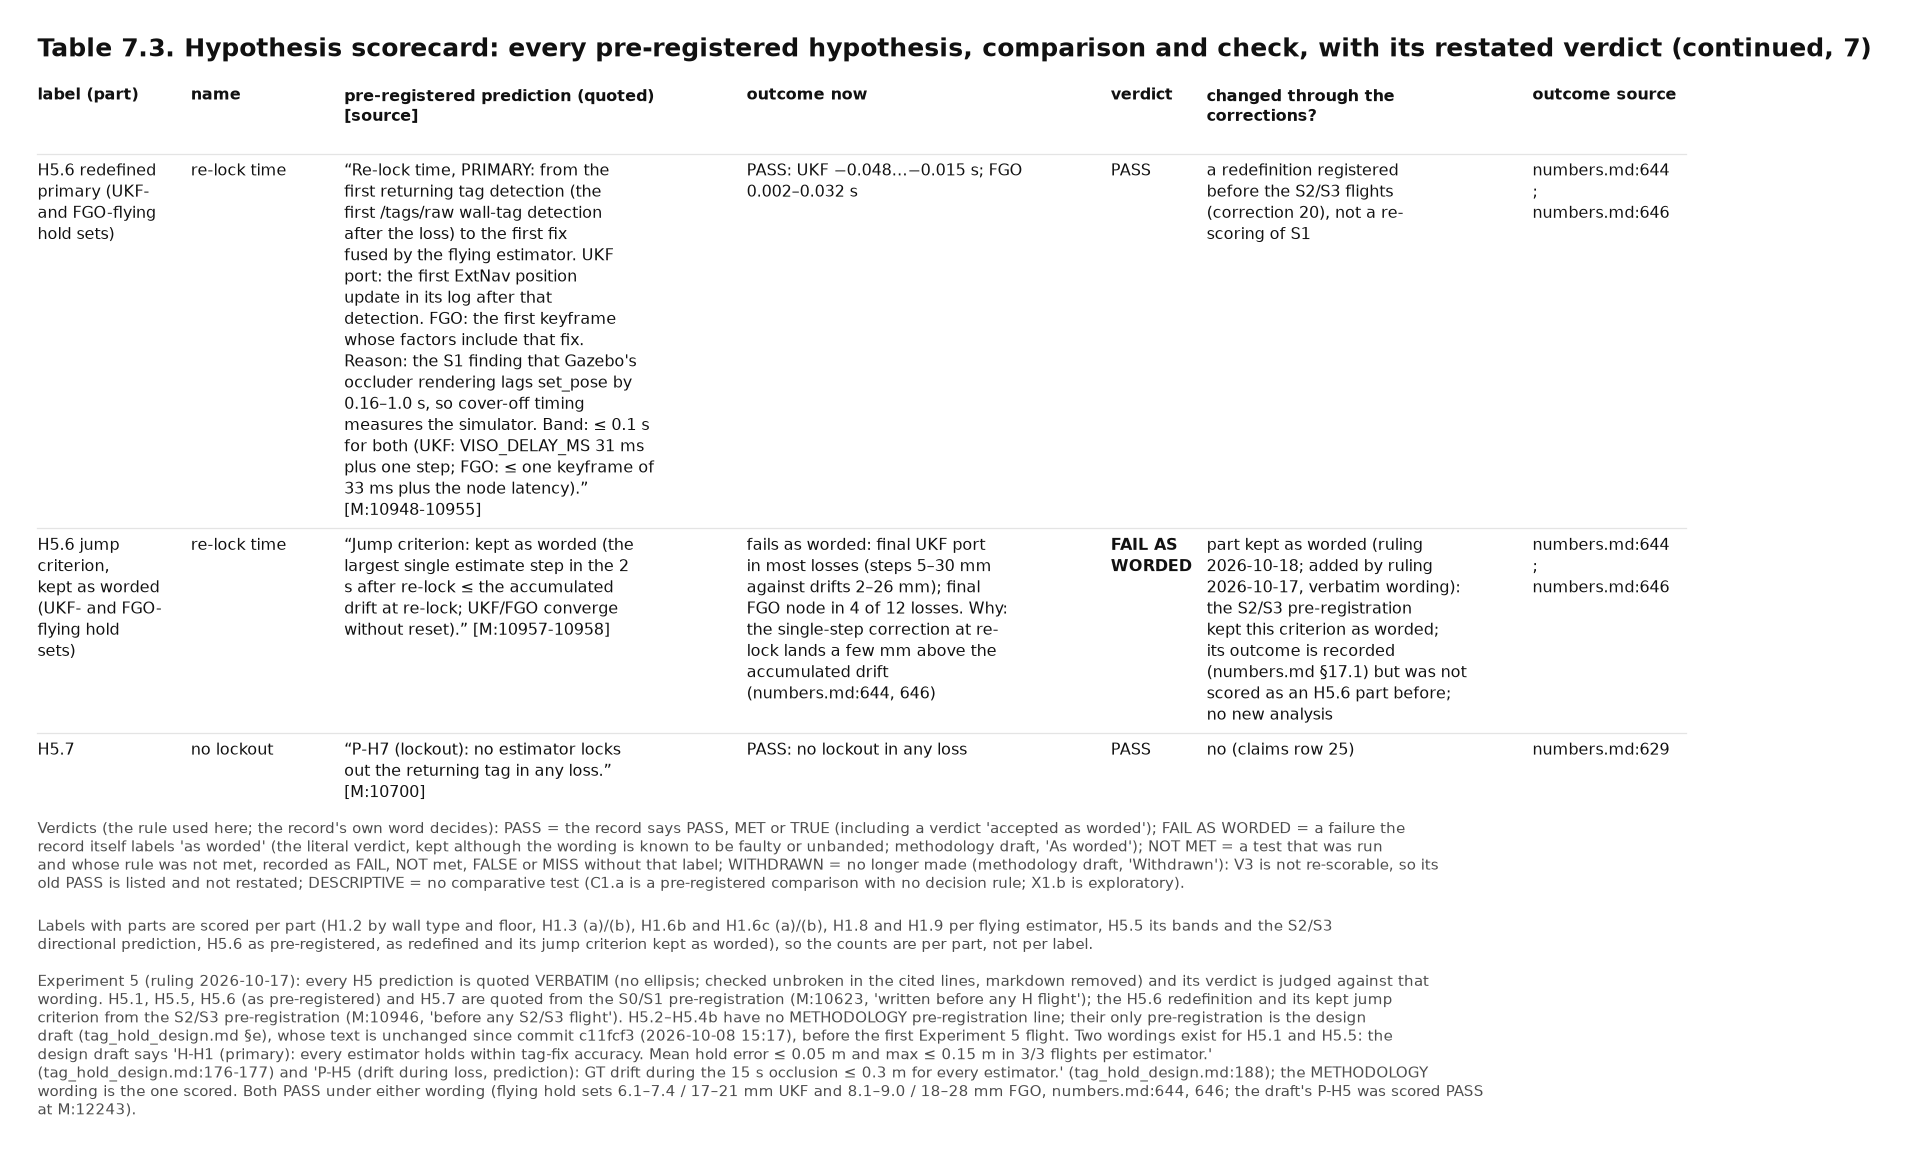 Table 7.3. Hypothesis scorecard: every pre-registered hypothesis, comparison and check, with its restated verdict (continued, 7)
label (part)
name
pre-registered prediction (quoted)
[source]
outcome now
verdict
changed through the
corrections?
outcome source
H5.6 redefined
primary (UKF-
and FGO-flying
hold sets)
re-lock time
“Re-lock time, PRIMARY: from the
first returning tag detection (the
first /tags/raw wall-tag detection
after the loss) to the first fix
fused by the flying estimator. UKF
port: the first ExtNav position
update in its log after that
detection. FGO: the first keyframe
whose factors include that fix.
Reason: the S1 finding that Gazebo's
occluder rendering lags set_pose by
0.16–1.0 s, so cover-off timing
measures the simulator. Band: ≤ 0.1 s
for both (UKF: VISO_DELAY_MS 31 ms
plus one step; FGO: ≤ one keyframe of
33 ms plus the node latency).”
[M:10948-10955]
PASS: UKF −0.048…−0.015 s; FGO
0.002–0.032 s
PASS
a redefinition registered
before the S2/S3 flights
(correction 20), not a re-
scoring of S1
numbers.md:644
;
numbers.md:646
H5.6 jump
criterion,
kept as worded
(UKF- and FGO-
flying hold
sets)
re-lock time
“Jump criterion: kept as worded (the
largest single estimate step in the 2
s after re-lock ≤ the accumulated
drift at re-lock; UKF/FGO converge
without reset).” [M:10957-10958]
fails as worded: final UKF port
in most losses (steps 5–30 mm
against drifts 2–26 mm); final
FGO node in 4 of 12 losses. Why:
the single-step correction at re-
lock lands a few mm above the
accumulated drift
(numbers.md:644, 646)
FAIL AS
WORDED
part kept as worded (ruling
2026-10-18; added by ruling
2026-10-17, verbatim wording):
the S2/S3 pre-registration
kept this criterion as worded;
its outcome is recorded
(numbers.md §17.1) but was not
scored as an H5.6 part before;
no new analysis
numbers.md:644
;
numbers.md:646
H5.7
no lockout
“P-H7 (lockout): no estimator locks
out the returning tag in any loss.”
[M:10700]
PASS: no lockout in any loss
PASS
no (claims row 25)
numbers.md:629
Verdicts (the rule used here; the record's own word decides): PASS = the record says PASS, MET or TRUE (including a verdict 'accepted as worded'); FAIL AS WORDED = a failure the
record itself labels 'as worded' (the literal verdict, kept although the wording is known to be faulty or unbanded; methodology draft, 'As worded'); NOT MET = a test that was run
and whose rule was not met, recorded as FAIL, NOT met, FALSE or MISS without that label; WITHDRAWN = no longer made (methodology draft, 'Withdrawn'): V3 is not re-scorable, so its
old PASS is listed and not restated; DESCRIPTIVE = no comparative test (C1.a is a pre-registered comparison with no decision rule; X1.b is exploratory).
Labels with parts are scored per part (H1.2 by wall type and floor, H1.3 (a)/(b), H1.6b and H1.6c (a)/(b), H1.8 and H1.9 per flying estimator, H5.5 its bands and the S2/S3
directional prediction, H5.6 as pre-registered, as redefined and its jump criterion kept as worded), so the counts are per part, not per label.
Experiment 5 (ruling 2026-10-17): every H5 prediction is quoted VERBATIM (no ellipsis; checked unbroken in the cited lines, markdown removed) and its verdict is judged against that
wording. H5.1, H5.5, H5.6 (as pre-registered) and H5.7 are quoted from the S0/S1 pre-registration (M:10623, 'written before any H flight'); the H5.6 redefinition and its kept jump
criterion from the S2/S3 pre-registration (M:10946, 'before any S2/S3 flight'). H5.2–H5.4b have no METHODOLOGY pre-registration line; their only pre-registration is the design
draft (tag_hold_design.md §e), whose text is unchanged since commit c11fcf3 (2026-10-08 15:17), before the first Experiment 5 flight. Two wordings exist for H5.1 and H5.5: the
design draft says 'H-H1 (primary): every estimator holds within tag-fix accuracy. Mean hold error ≤ 0.05 m and max ≤ 0.15 m in 3/3 flights per estimator.'
(tag_hold_design.md:176-177) and 'P-H5 (drift during loss, prediction): GT drift during the 15 s occlusion ≤ 0.3 m for every estimator.' (tag_hold_design.md:188); the METHODOLOGY
wording is the one scored. Both PASS under either wording (flying hold sets 6.1–7.4 / 17–21 mm UKF and 8.1–9.0 / 18–28 mm FGO, numbers.md:644, 646; the draft's P-H5 was scored PASS
at M:12243).